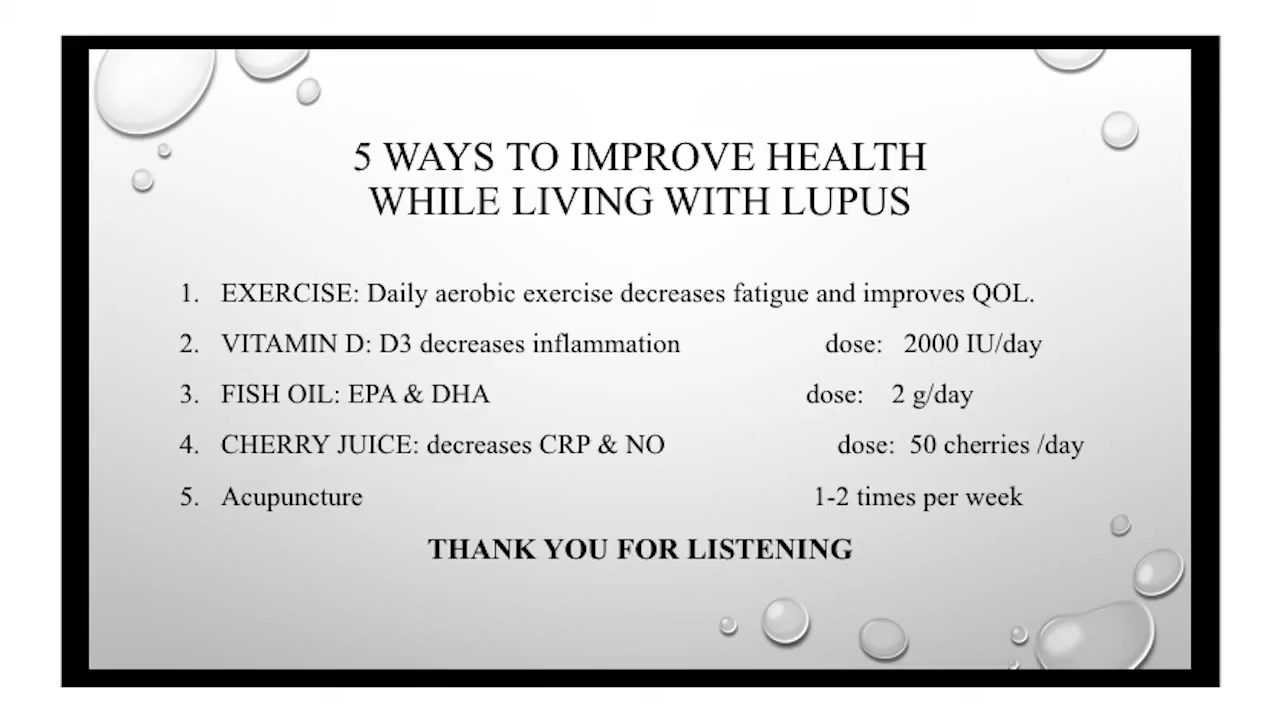 5 WAYS TO IMPROVE HEALTH
WHILE LIVING WITH LUPUS
1. EXERCISE: Daily aerobic exercise decreases fatigue and improves QOL.
2. VITAMIN D: D3 decreases inflammation dose: 2000 IU/day
3. FISH OIL: EPA & DHA dose: 2 g/day
4. CHERRY JUICE: decreases CRP & NO dose: 50 cherries /day
5. Acupuncture 1-2 times per week
THANK YOU FOR LISTENING